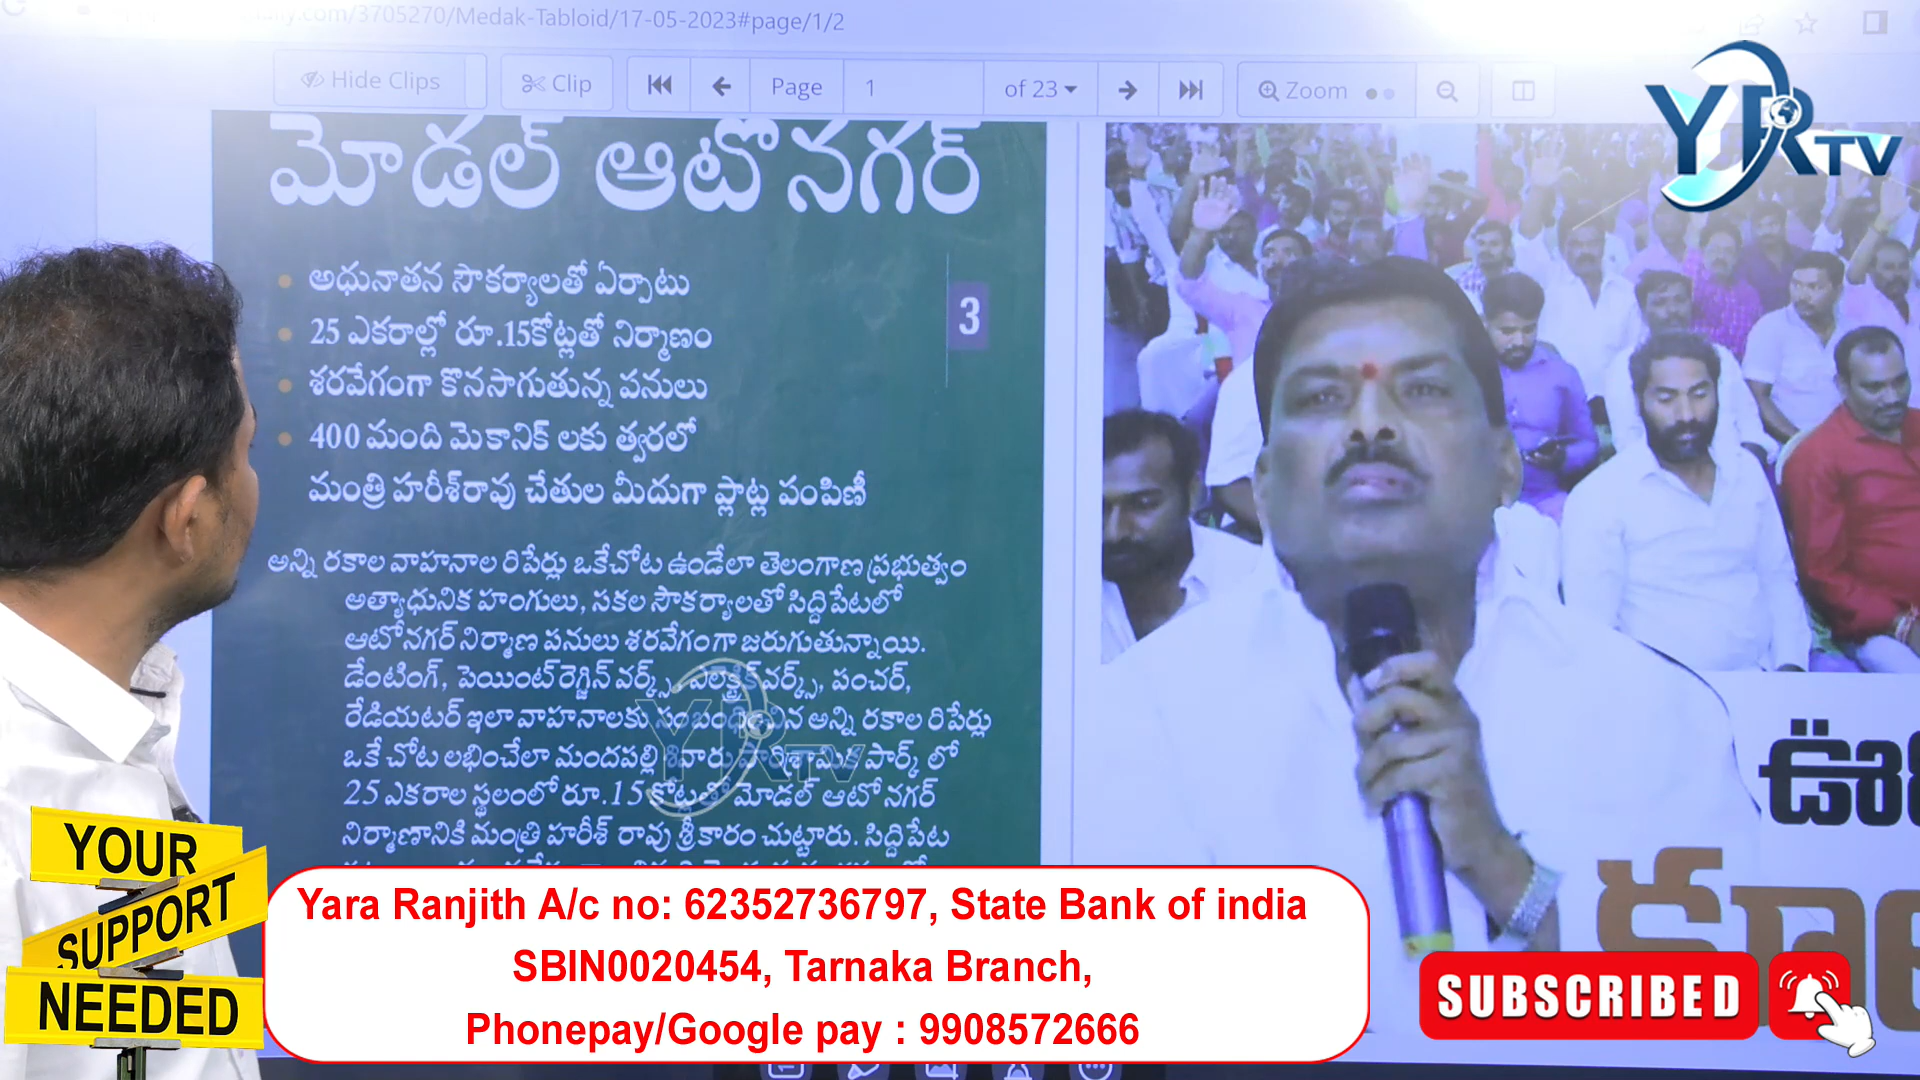 .com/3705270/Medak-Tabloid/17-05-2023#page/1/2
Hide Clips
Clip
Page
1
of 23
Zoom
YR TV
మోడల్ ఆటోనగర్
అధునాతన సౌకర్యాలతో ఏర్పాటు
25 ఎకరాల్లో రూ.15కోట్లతో నిర్మాణం
3
శరవేగంగా కొనసాగుతున్న పనులు
400 మంది మెకానిక్ లకు త్వరలో
మంత్రి హరీశ్‌రావు చేతుల మీదుగా ప్లాట్ల పంపిణీ
అన్ని రకాల వాహనాల రిపేర్లు ఒకేచోట ఉండేలా తెలంగాణ ప్రభుత్వం
అత్యాధునిక హంగులు, సకల సౌకర్యాలతో సిద్దిపేటలో
ఆటోనగర్ నిర్మాణ పనులు శరవేగంగా జరుగుతున్నాయి.
డేంటింగ్, పెయింట్ రెగ్జిన్ వర్క్స్, ఎలక్ట్రిక్ వర్క్స్, పంచర్,
రేడియటర్ ఇలా వాహనాలకు సంబంధించిన అన్ని రకాల రిపేర్లు
ఒకే చోట లభించేలా మందపల్లి శివారు పారిశ్రామిక పార్క్ లో
25 ఎకరాల స్థలంలో రూ.15 కోట్లతో మోడల్ ఆటో నగర్
నిర్మాణానికి మంత్రి హరీశ్ రావు శ్రీకారం చుట్టారు. సిద్దిపేట
YR TV
YOUR
SUPPORT
NEEDED
Yara Ranjith A/c no: 62352736797, State Bank of india
SBIN0020454, Tarnaka Branch,
Phonepay/Google pay : 9908572666
SUBSCRIBED